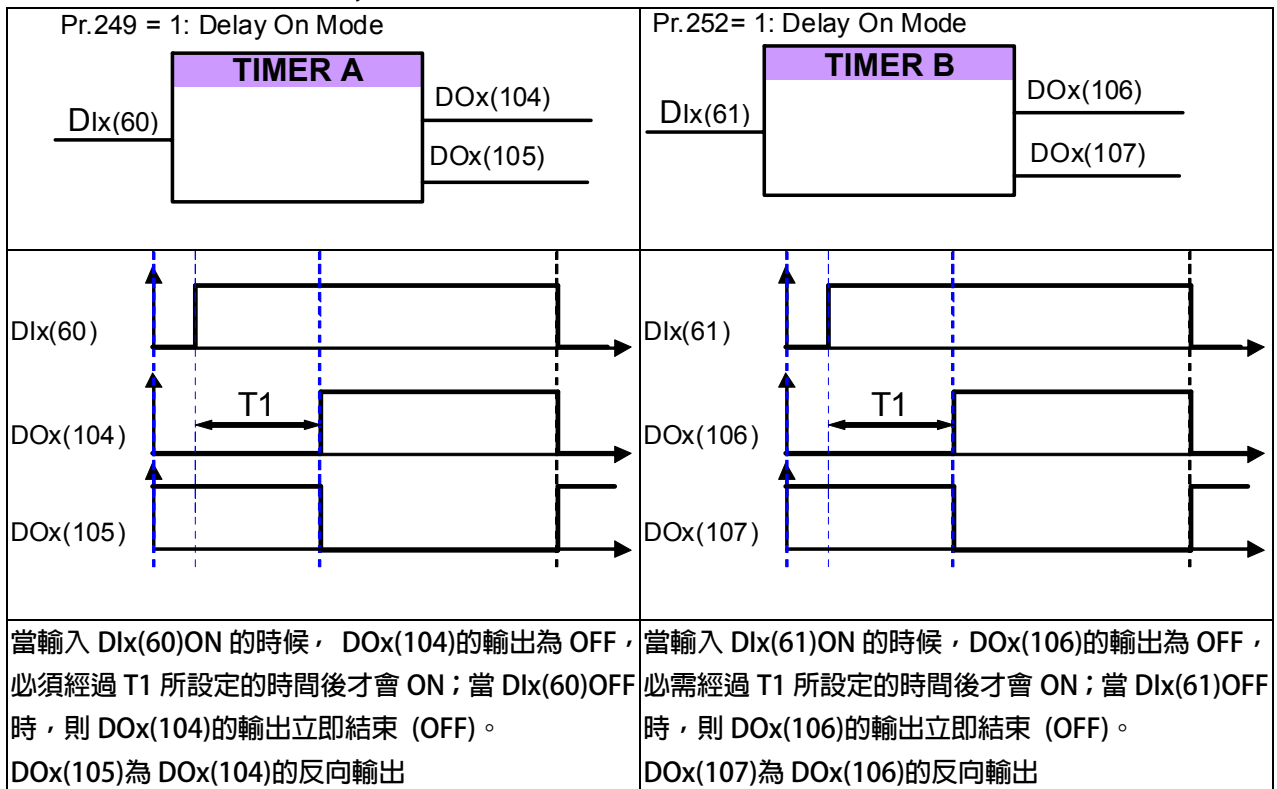 Pr.249 = 1: Delay On Mode
TIMER A
DIx(60)
DOx(104)
DOx(105)
Pr.252= 1: Delay On Mode
TIMER B
DIx(61)
DOx(106)
DOx(107)
DIx(60)
T1
DOx(104)
DOx(105)
DIx(61)
T1
DOx(106)
DOx(107)
當輸入 DIx(60)ON 的時候， DOx(104)的輸出為 OFF，
必須經過 T1 所設定的時間後才會 ON；當 DIx(60)OFF
時，則 DOx(104)的輸出立即結束 (OFF)。
DOx(105)為 DOx(104)的反向輸出
當輸入 DIx(61)ON 的時候，DOx(106)的輸出為 OFF，
必需經過 T1 所設定的時間後才會 ON；當 DIx(61)OFF
時，則 DOx(106)的輸出立即結束 (OFF)。
DOx(107)為 DOx(106)的反向輸出